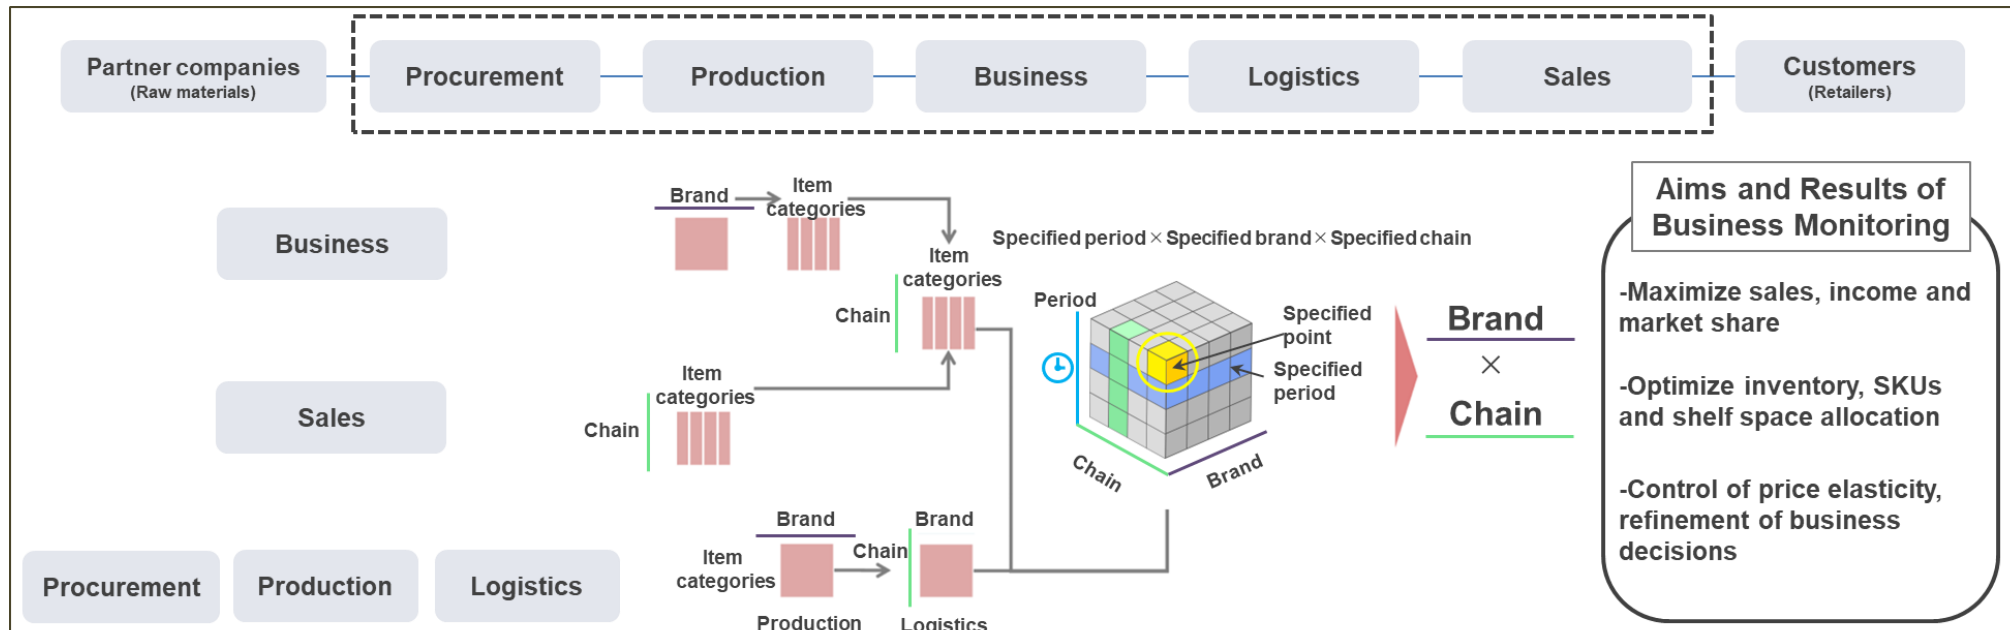 Partner companies
(Raw materials)
Procurement
Production
Business
Logistics
Sales
Customers
(Retailers)
Business
Sales
Procurement
Production
Logistics
Brand
Item
categories
Item
categories
Chain
Item
categories
Chain
Brand
Item
categories
Production
Chain
Brand
Logistics
Specified period×Specified brand×Specified chain
Period
Specified
point
Specified
period
Chain
Brand
Brand
×
Chain
Aims and Results of
Business Monitoring
-Maximize sales, income and
market share
-Optimize inventory, SKUs
and shelf space allocation
-Control of price elasticity,
refinement of business
decisions